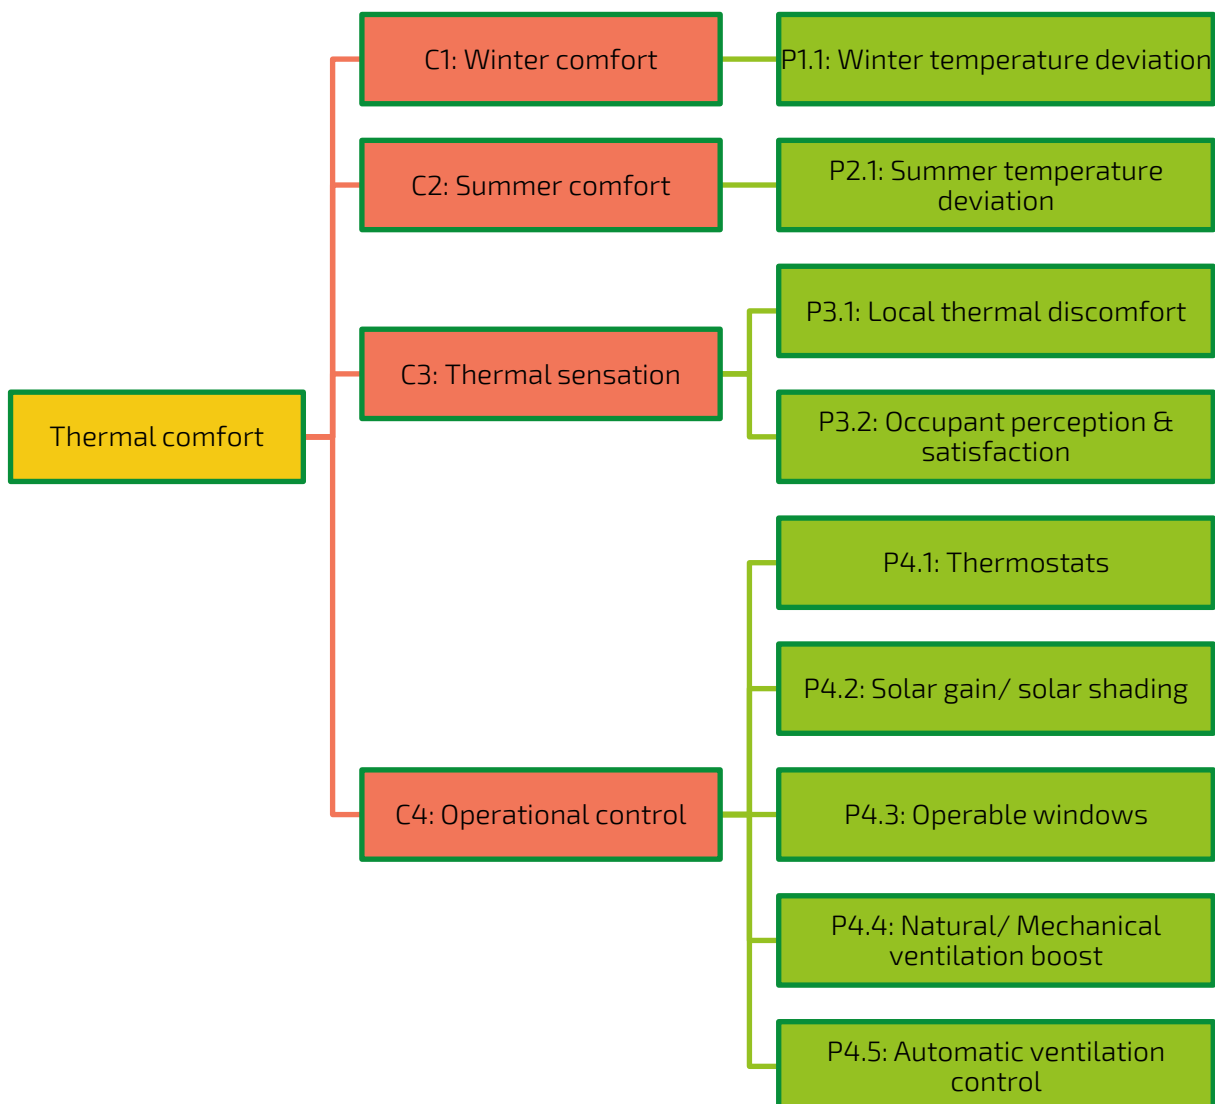 C1: Winter comfort
P1.1: Winter temperature deviation
C2: Summer comfort
P2.1: Summer temperature
deviation
P3.1: Local thermal discomfort
C3: Thermal sensation
Thermal comfort
P3.2: Occupant perception &
satisfaction
P4.1: Thermostats
P4.2: Solar gain/ solar shading
C4: Operational control
P4.3: Operable windows
P4.4: Natural/ Mechanical
ventilation boost
P4.5: Automatic ventilation
control